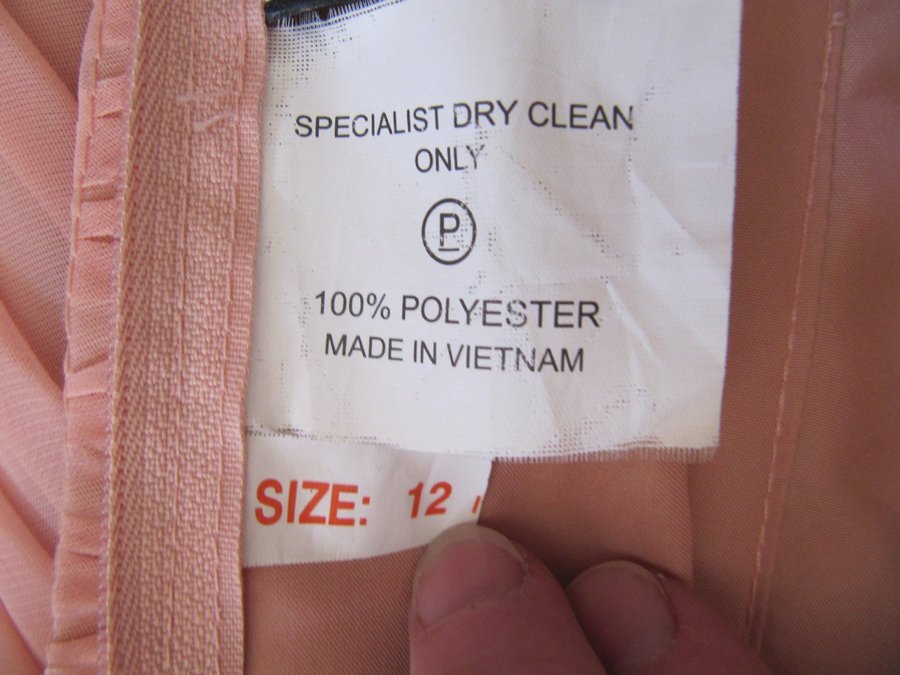 SPECIALIST DRY CLEAN
ONLY
P
100% POLYESTER
MADE IN VIETNAM
SIZE: 12